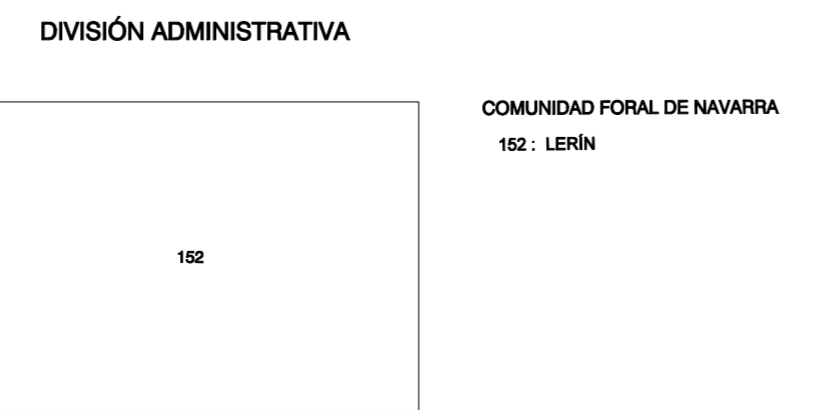 DIVISIÓN ADMINISTRATIVA
COMUNIDAD FORAL DE NAVARRA
152 : LERÍN
152